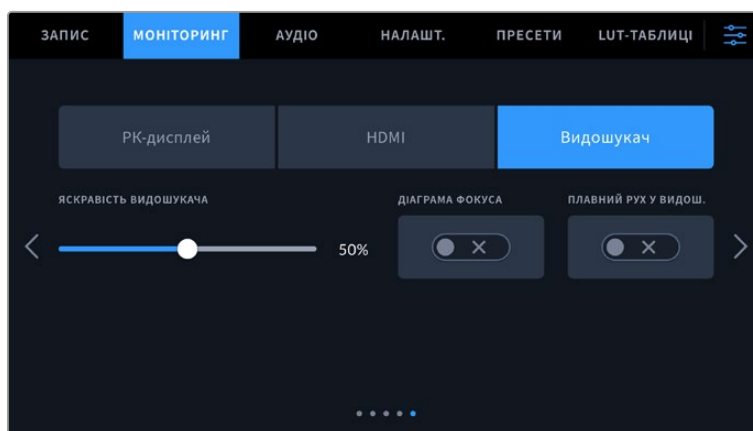 ЗАПИС МОНІТОРИНГ АУДІО НАЛАШТ. ПРЕСЕТИ LUT-ТАБЛИЦІ
РК-дисплей HDMI Видошукач
ЯСКРАВІСТЬ ВИДОШУКАЧА ДІАГРАМА ФОКУСА ПЛАВНИЙ РУХ У ВИДОШ.
50%